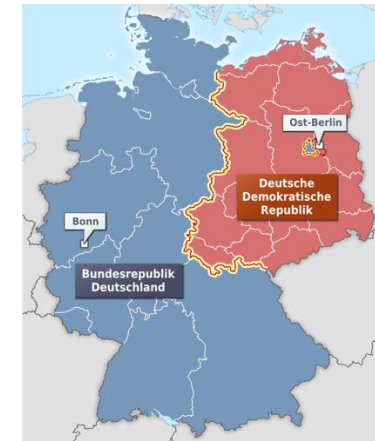 Ost-Berlin
Deutsche
Demokratische
Republik
Bonn
Bundesrepublik
Deutschland